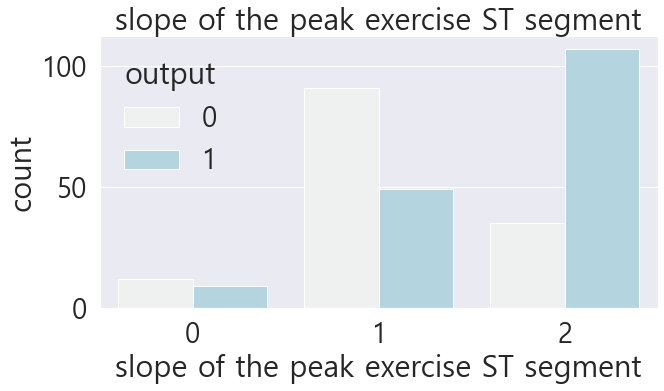 slope of the peak exercise ST segment
output
0
1
count
100
50
0
0 1 2
slope of the peak exercise ST segment